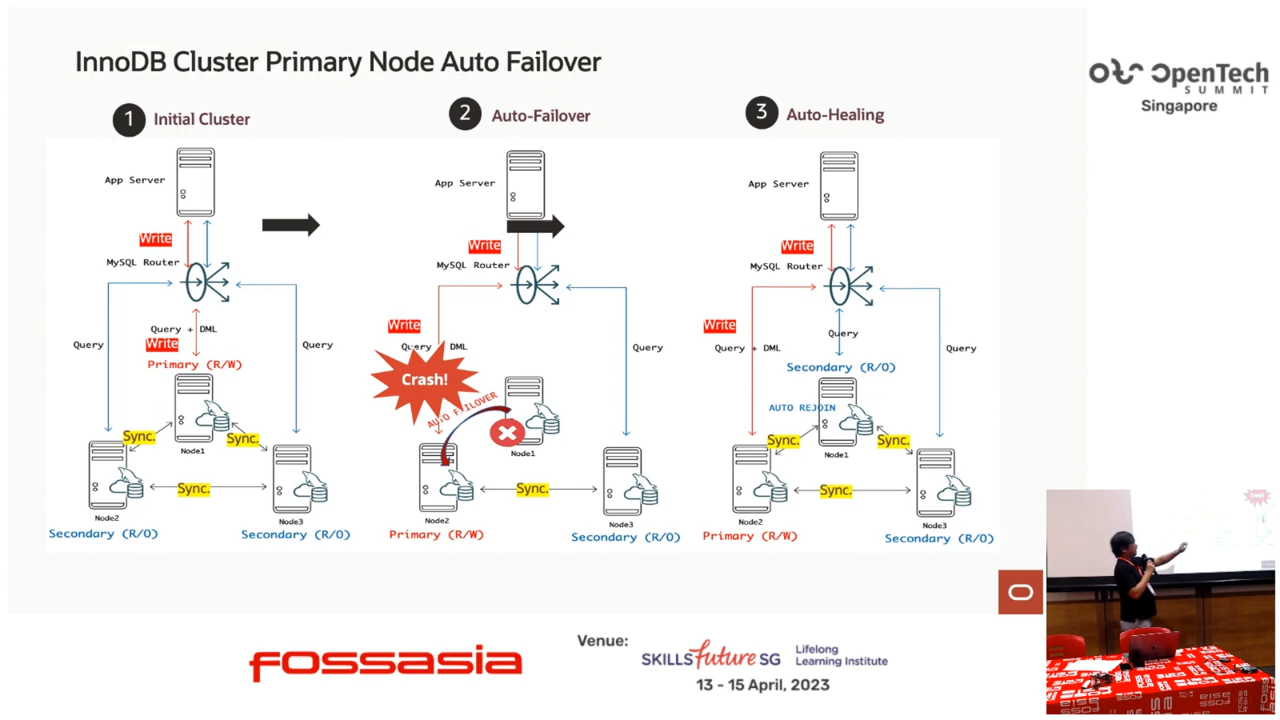 InnoDB Cluster Primary Node Auto Failover
OpenTech
SUMMIT
Singapore
1 Initial Cluster
App Server
Write
MySQL Router
Query + DML
Write
Query
Query
Primary (R/W)
Sync.
Sync.
Node1
Sync.
Node2
Node3
Secondary (R/O)
Secondary (R/O)
2 Auto-Failover
App Server
Write
MySQL Router
Write
Query DML
Query
Crash!
AUTO FAILOVER
Node1
Sync.
Node2
Node3
Primary (R/W)
Secondary (R/O)
3 Auto-Healing
App Server
Write
MySQL Router
Write
Query
Query + DML
Query
Secondary (R/O)
AUTO REJOIN
Sync.
Sync.
Node1
Sync.
Node2
Node3
Primary (R/W)
Secondary (R/O)
FOSSASIA
Venue:
SKILLS future SG
Lifelong
Learning Institute
13 - 15 April, 2023